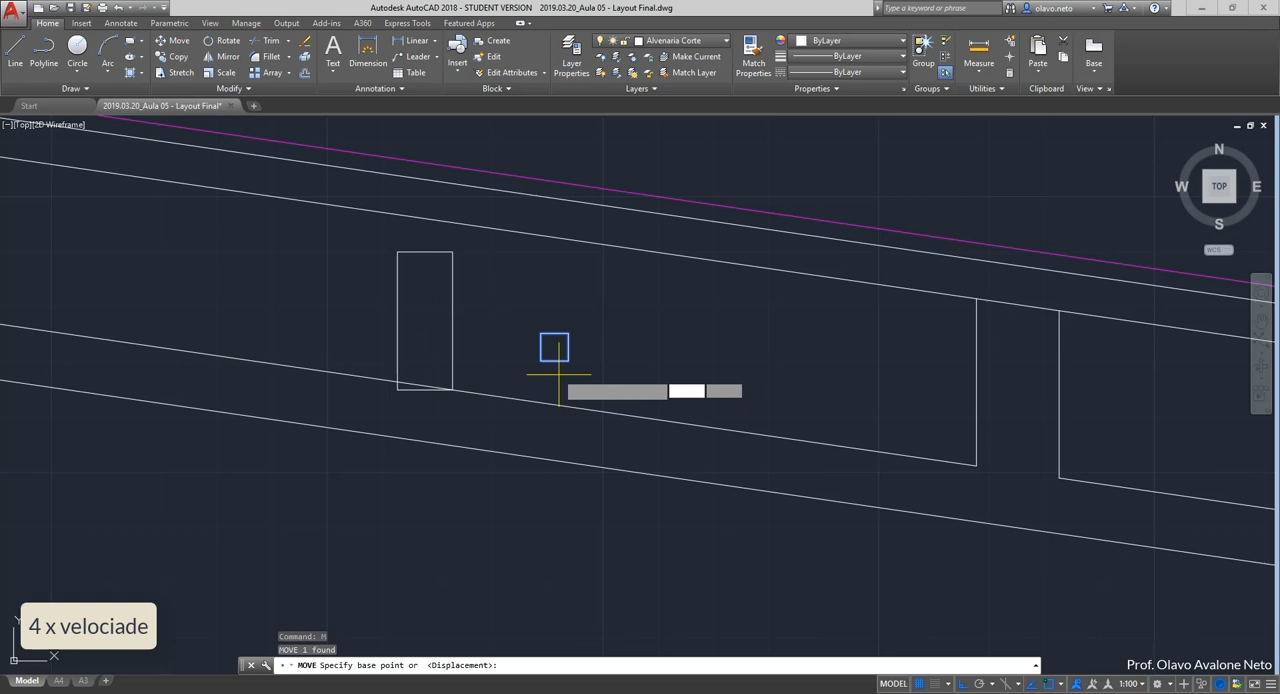 Autodesk AutoCAD 2018 - STUDENT VERSION 2019.03.20_Aula 05 - Layout Final.dwg
Type a keyword or phrase
olavo.neto
Home Insert Annotate Parametric View Manage Output Add-ins A360 Express Tools Featured Apps
Line Polyline Circle Arc
Move Rotate Trim
Copy Mirror Fillet
Stretch Scale Array
Text Dimension
Linear
Leader
Table
Insert
Create
Edit
Edit Attributes
Layer Properties
Alvenaria Corte
Make Current
Match Layer
Match Properties
ByLayer
ByLayer
ByLayer
Group Measure Paste Base
Draw Modify Annotation Block Layers Properties Groups Utilities Clipboard View
Start 2019.03.20_Aula 05 - Layout Final*
[−][Top][2D Wireframe]
N
W TOP E
S
WCS
4 x velociade
Y
X
Command: M
MOVE 1 found
MOVE Specify base point or <Displacement>:
Prof. Olavo Avalone Neto
Model A4 A3
MODEL 1:100